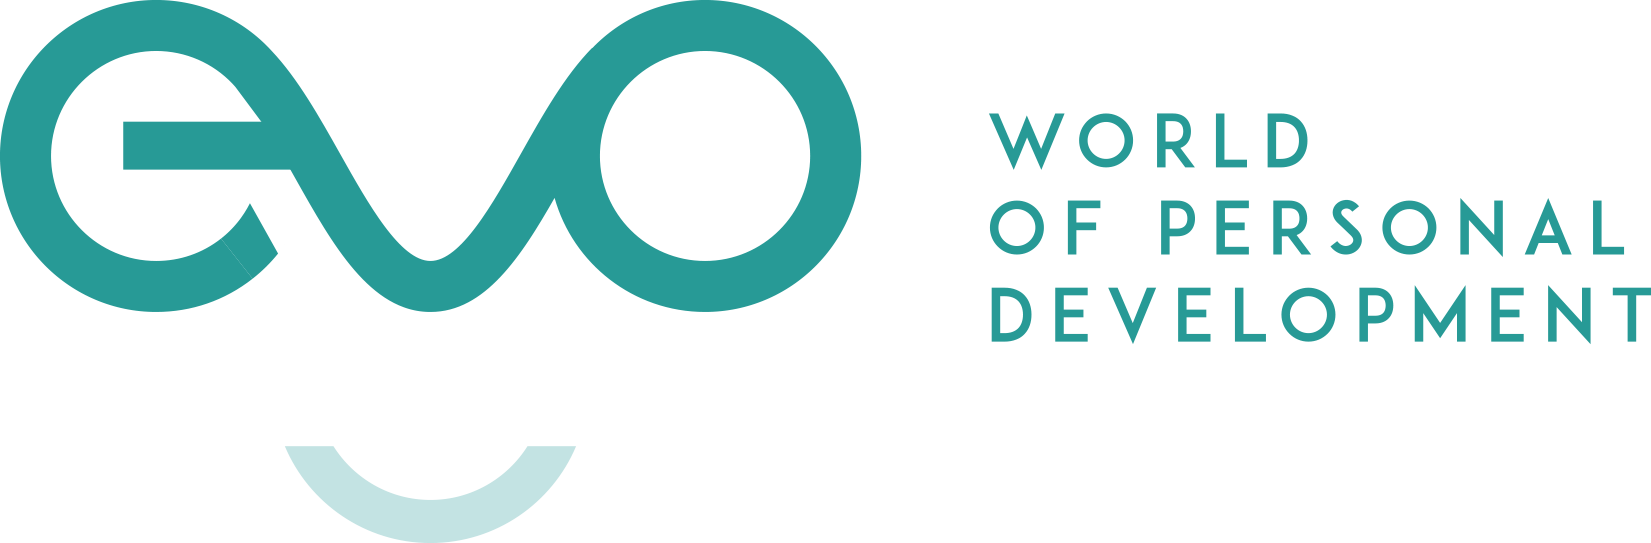 evo
WORLD
OF PERSONAL
DEVELOPMENT